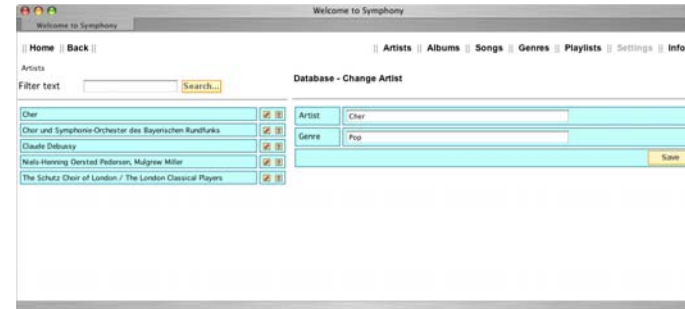 Welcome to Symphony
Welcome to Symphony
|| Home || Back ||
|| Artists || Albums || Songs || Genres || Playlists || Settings || Info
Artists
Filter text Search...
Database - Change Artist
Cher
Chor und Symphonie-Orchester des Bayerischen Rundfunks
Claude Debussy
Niels-Henning Oersted Pedersen, Mulgrew Miller
The Schutz Choir of London / The London Classical Players
Artist Cher
Genre Pop
Save